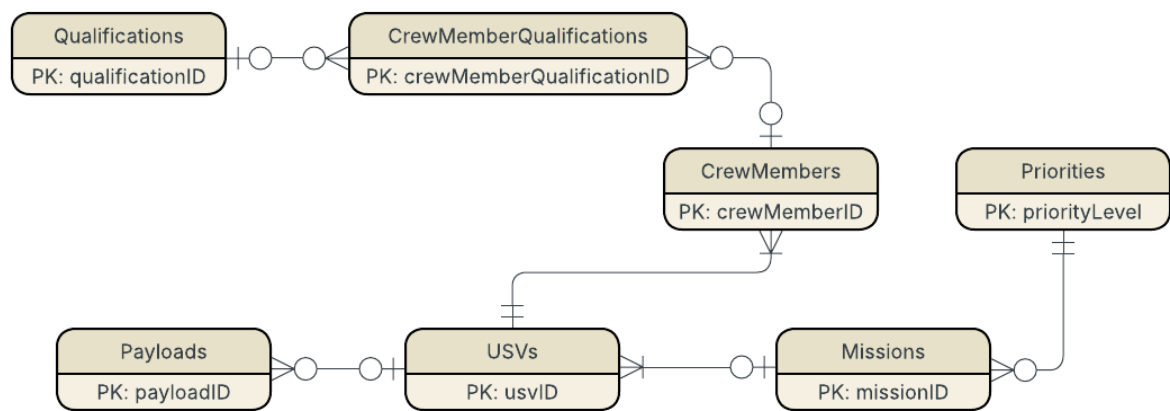 Qualifications
PK: qualificationID
CrewMemberQualifications
PK: crewMemberQualificationID
CrewMembers
PK: crewMemberID
Priorities
PK: priorityLevel
Payloads
PK: payloadID
USVs
PK: usvID
Missions
PK: missionID